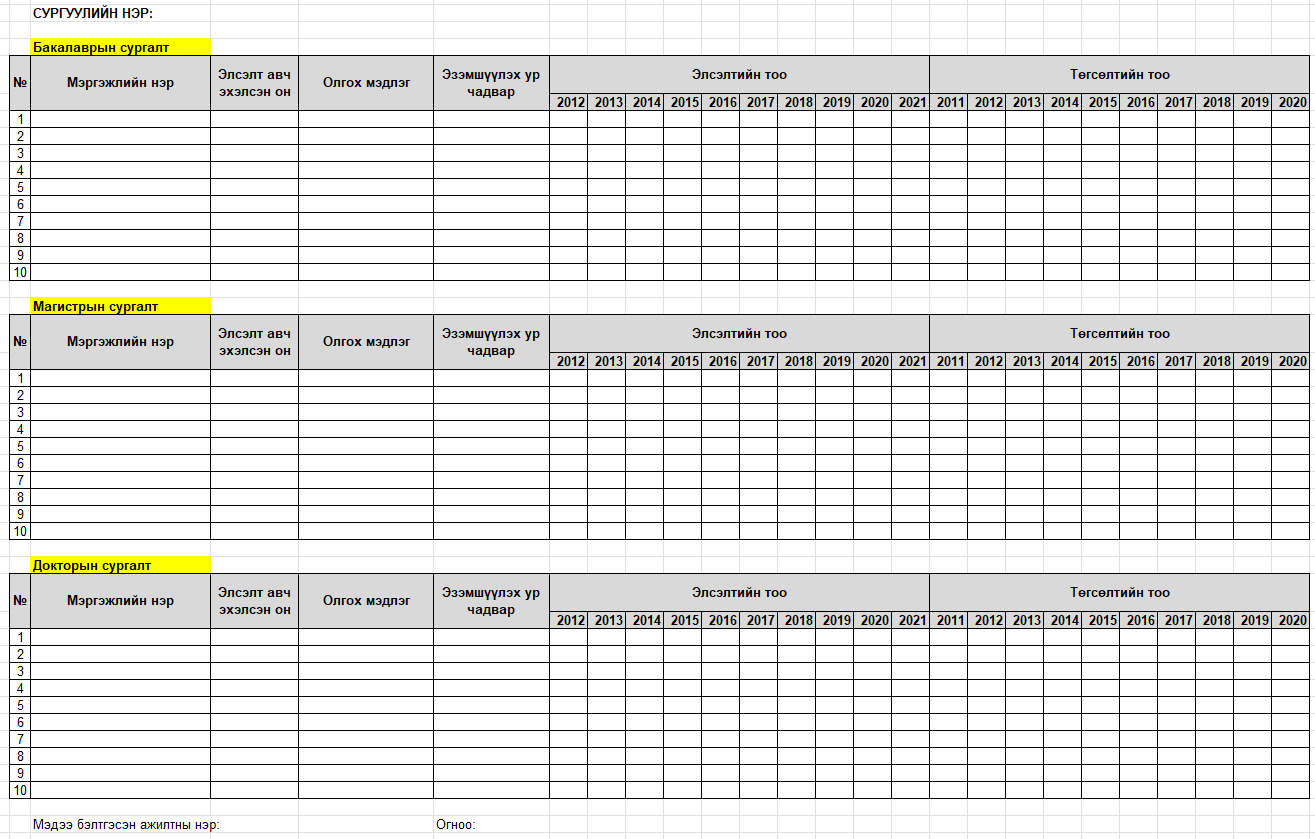 СУРГУУЛИЙН НЭР:
Бакалаврын сургалт
№ Мэргэжлийн нэр Элсэлт авч эхэлсэн он Олгох мэдлэг Эзэмшүүлэх ур чадвар Элсэлтийн тоо Төгсөлтийн тоо
2012 2013 2014 2015 2016 2017 2018 2019 2020 2021 2011 2012 2013 2014 2015 2016 2017 2018 2019 2020
1
2
3
4
5
6
7
8
9
10
Магистрын сургалт
№ Мэргэжлийн нэр Элсэлт авч эхэлсэн он Олгох мэдлэг Эзэмшүүлэх ур чадвар Элсэлтийн тоо Төгсөлтийн тоо
2012 2013 2014 2015 2016 2017 2018 2019 2020 2021 2011 2012 2013 2014 2015 2016 2017 2018 2019 2020
1
2
3
4
5
6
7
8
9
10
Докторын сургалт
№ Мэргэжлийн нэр Элсэлт авч эхэлсэн он Олгох мэдлэг Эзэмшүүлэх ур чадвар Элсэлтийн тоо Төгсөлтийн тоо
2012 2013 2014 2015 2016 2017 2018 2019 2020 2021 2011 2012 2013 2014 2015 2016 2017 2018 2019 2020
1
2
3
4
5
6
7
8
9
10
Мэдээ бэлтгэсэн ажилтны нэр: Огноо: